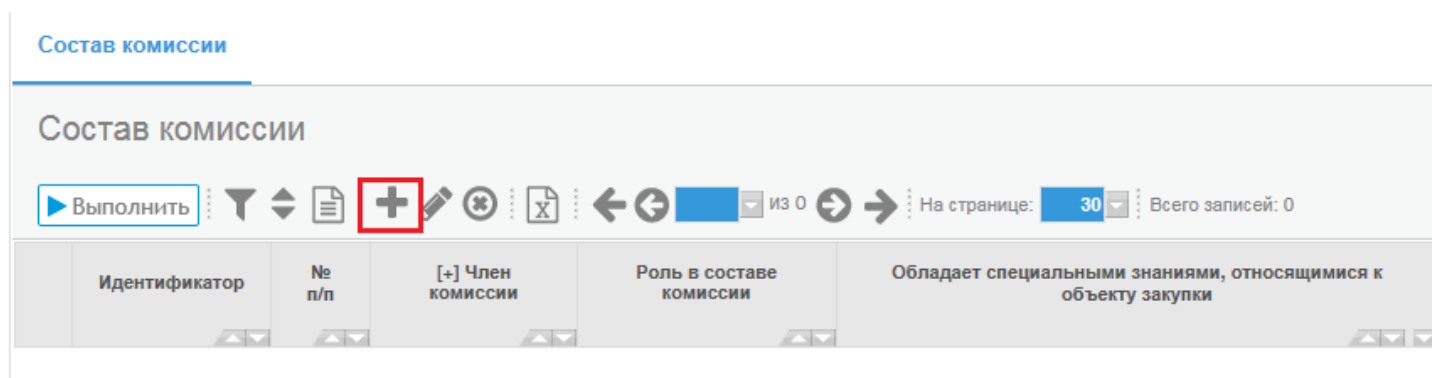 Состав комиссии
Состав комиссии
Выполнить из 0 На странице: 30 Всего записей: 0
Идентификатор № п/п [+] Член комиссии Роль в составе комиссии Обладает специальными знаниями, относящимися к объекту закупки